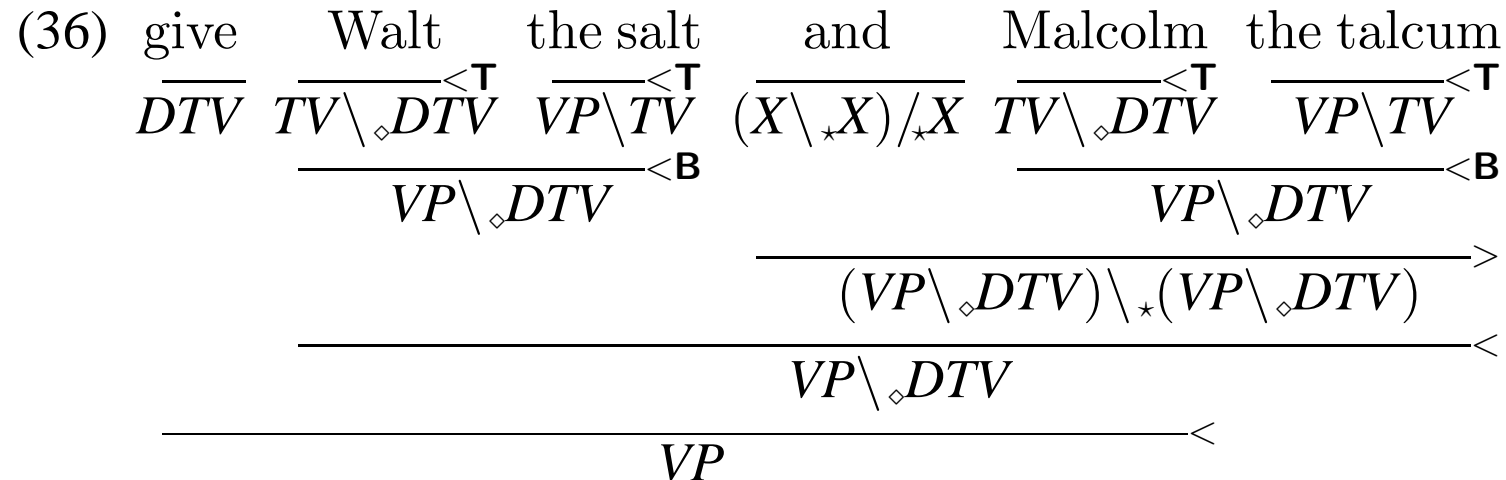 (36) give Walt the salt and Malcolm the talcum
<T <T <T <T
DTV TV\⋄DTV VP\TV (X\⋆X)/⋆X TV\⋄DTV VP\TV
<B <B
VP\⋄DTV VP\⋄DTV
>
(VP\⋄DTV)\⋆(VP\⋄DTV)
<
VP\⋄DTV
<
VP